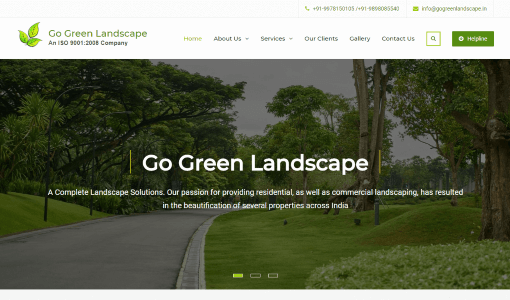 +91-9978150105 /+91-9898085540 info@gogreenlandscape.in
Go Green Landscape
An ISO 9001:2008 Company
Home About Us Services Our Clients Gallery Contact Us Helpline
Go Green Landscape
A Complete Landscape Solutions. Our passion for providing residential, as well as commercial landscaping, has resulted
in the beautification of several properties across India